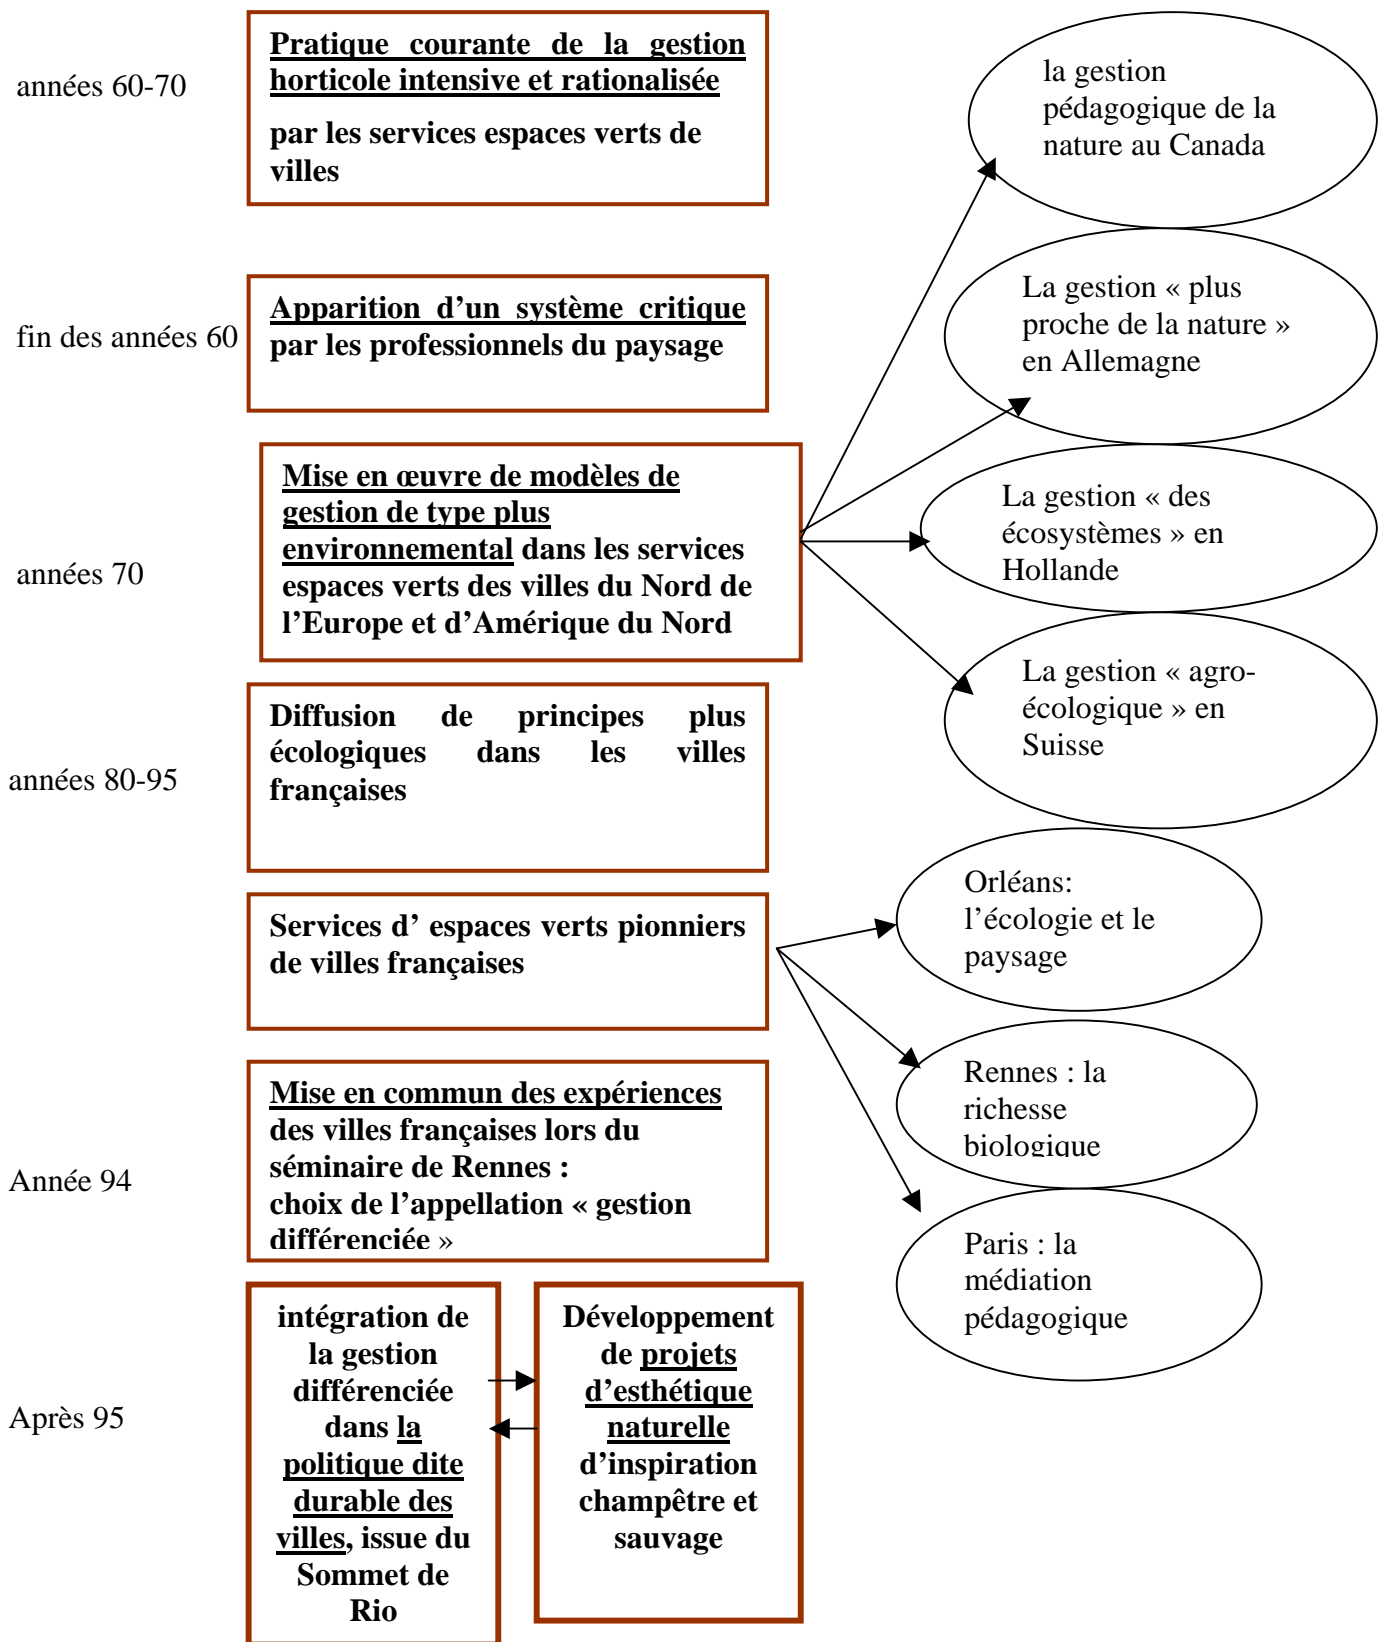 années 60-70
Pratique courante de la gestion
horticole intensive et rationalisée
par les services espaces verts de
villes
la gestion
pédagogique de la
nature au Canada
fin des années 60
Apparition d'un système critique
par les professionnels du paysage
La gestion « plus
proche de la nature »
en Allemagne
années 70
Mise en œuvre de modèles de
gestion de type plus
environnemental dans les services
espaces verts des villes du Nord de
l'Europe et d'Amérique du Nord
La gestion « des
écosystèmes » en
Hollande
La gestion « agro-
écologique » en
Suisse
années 80-95
Diffusion de principes plus
écologiques dans les villes
françaises
Services d' espaces verts pionniers
de villes françaises
Orléans:
l'écologie et le
paysage
Rennes : la
richesse
biologique
Paris : la
médiation
pédagogique
Année 94
Mise en commun des expériences
des villes françaises lors du
séminaire de Rennes :
choix de l'appellation « gestion
différenciée »
Après 95
intégration de
la gestion
différenciée
dans la
politique dite
durable des
villes, issue du
Sommet de
Rio
Développement
de projets
d'esthétique
naturelle
d'inspiration
champêtre et
sauvage